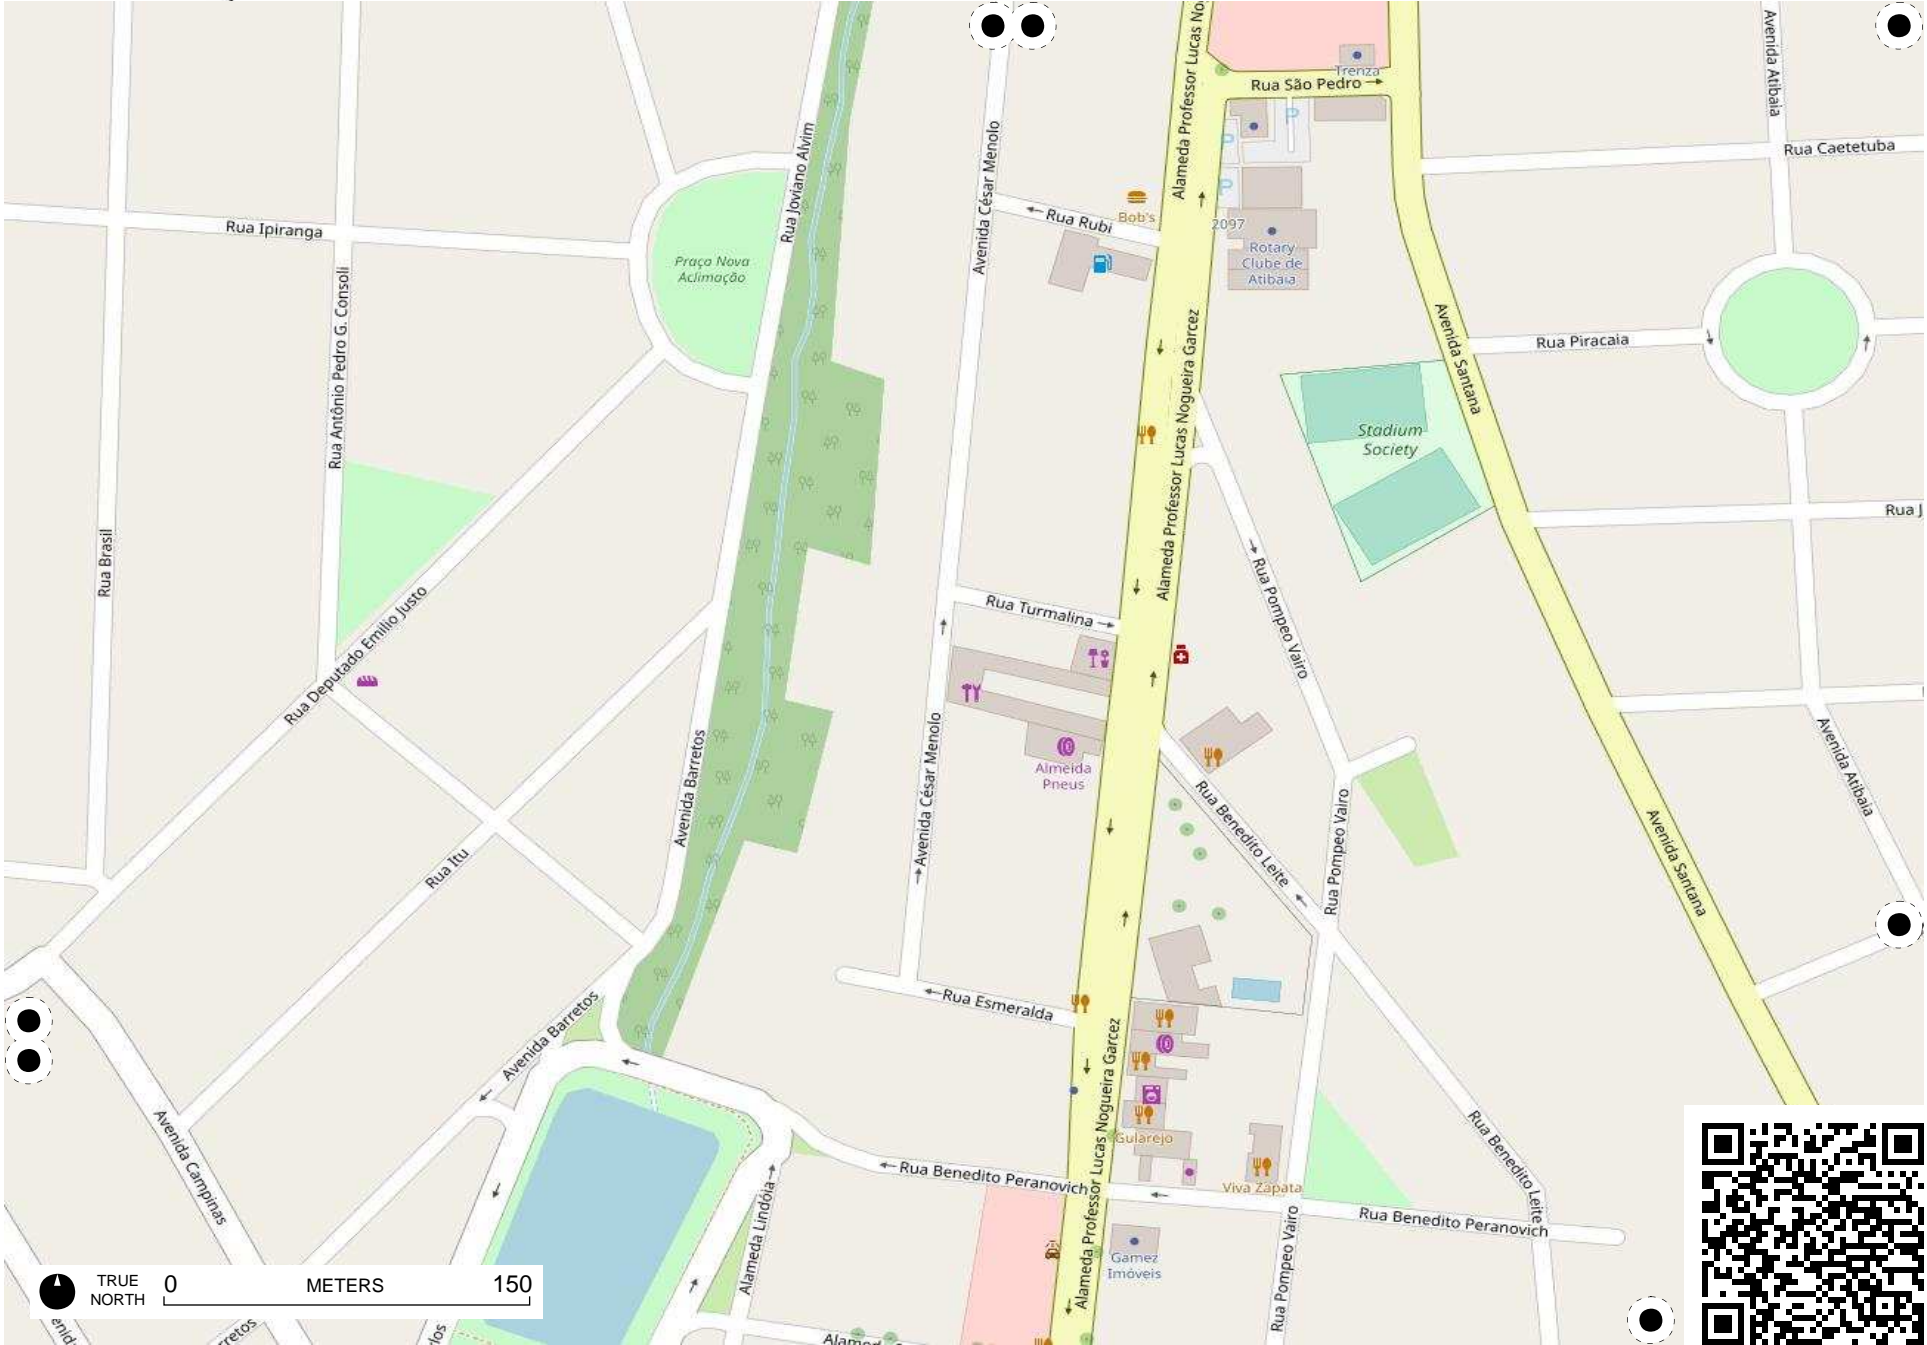 Alameda Professor Lucas
Avenida Atibaia
Trenza
Rua São Pedro
Rua Caetetuba
Rua Joviano Alvim
Avenida César Menolo
Bob's
Rua Rubi
2097
Rotary
Clube de
Atibaia
Rua Ipiranga
Praça Nova
Aclimação
Rua Antônio Pedro G. Consoli
Alameda Professor Lucas Nogueira Garcez
Avenida Santana
Rua Piracaia
Stadium
Society
Rua Brasil
Rua Pompeo Vairo
Rua Turmalina
Rua Deputado Emilio Justo
Avenida Barretos
Avenida César Menolo
Almeida
Pneus
Rua Benedito Leite
Rua Pompeo Vairo
Avenida Atibaia
Avenida Santana
Rua Itu
Rua Esmeralda
Avenida Barretos
Alameda Professor Lucas Nogueira Garcez
Avenida Campinas
Gularejo
Rua Benedito Peranovich
Viva Zapata
Rua Benedito Leite
Rua Benedito Peranovich
Alameda Lindóia
Rua Pompeo Vairo
Gamez
Imóveis
TRUE
NORTH
0
METERS
150